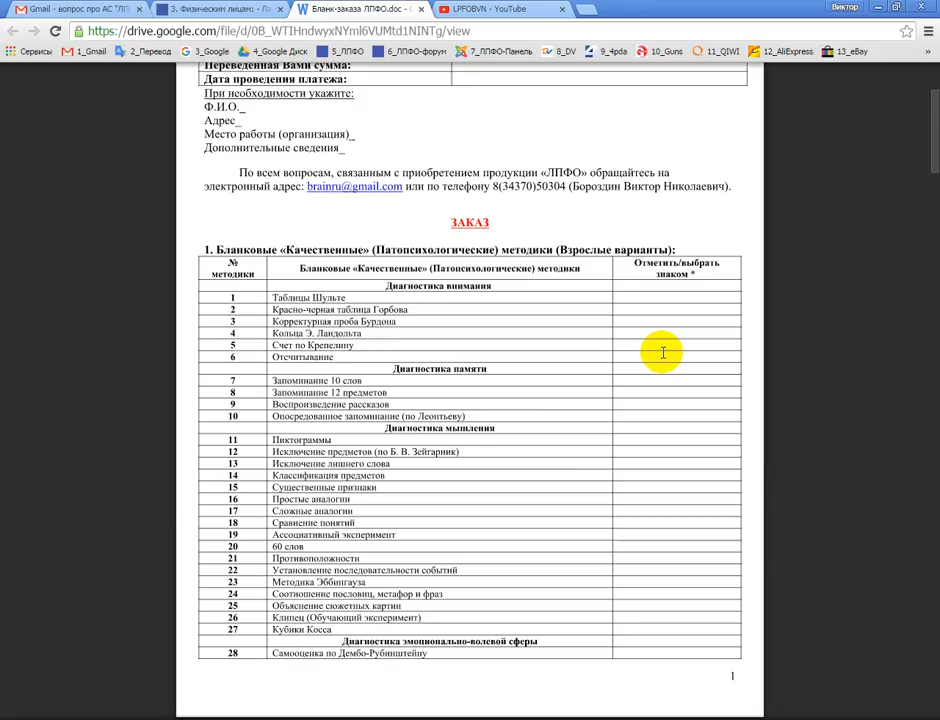 Gmail - вопрос про АС "ЛП
3. Физическим лицам: - Ла
Бланк-заказа ЛПФО.doc - G
LPFOBVN - YouTube
Виктор
https://drive.google.com/file/d/0B_WTIHndwyxNYml6VUMtd1NINTg/view
Сервисы 1_Gmail 2_Перевод 3_Google 4_Google Диск 5_ЛПФО 6_ЛПФО-форум 7_ЛПФО-Панель 8_DV 9_4pda 10_Guns 11_QIWI 12_AliExpress 13_eBay »
Переведенная Вами сумма:
Дата проведения платежа:
При необходимости укажите:
Ф.И.О._
Адрес_
Место работы (организация)_
Дополнительные сведения_
По всем вопросам, связанным с приобретением продукции «ЛПФО» обращайтесь на
электронный адрес: brainru@gmail.com или по телефону 8(34370)50304 (Бороздин Виктор Николаевич).
ЗАКАЗ
1. Бланковые «Качественные» (Патопсихологические) методики (Взрослые варианты):
№ методики Бланковые «Качественные» (Патопсихологические) методики Отметить/выбрать знаком *
Диагностика внимания
1 Таблицы Шульте
2 Красно-черная таблица Горбова
3 Корректурная проба Бурдона
4 Кольца Э. Ландольта
5 Счет по Крепелину
6 Отсчитывание
Диагностика памяти
7 Запоминание 10 слов
8 Запоминание 12 предметов
9 Воспроизведение рассказов
10 Опосредованное запоминание (по Леонтьеву)
Диагностика мышления
11 Пиктограммы
12 Исключение предметов (по Б. В. Зейгарник)
13 Исключение лишнего слова
14 Классификация предметов
15 Существенные признаки
16 Простые аналогии
17 Сложные аналогии
18 Сравнение понятий
19 Ассоциативный эксперимент
20 60 слов
21 Противоположности
22 Установление последовательности событий
23 Методика Эббингауза
24 Соотношение пословиц, метафор и фраз
25 Объяснение сюжетных картин
26 Клипец (Обучающий эксперимент)
27 Кубики Косса
Диагностика эмоционально-волевой сферы
28 Самооценка по Дембо-Рубинштейну
1